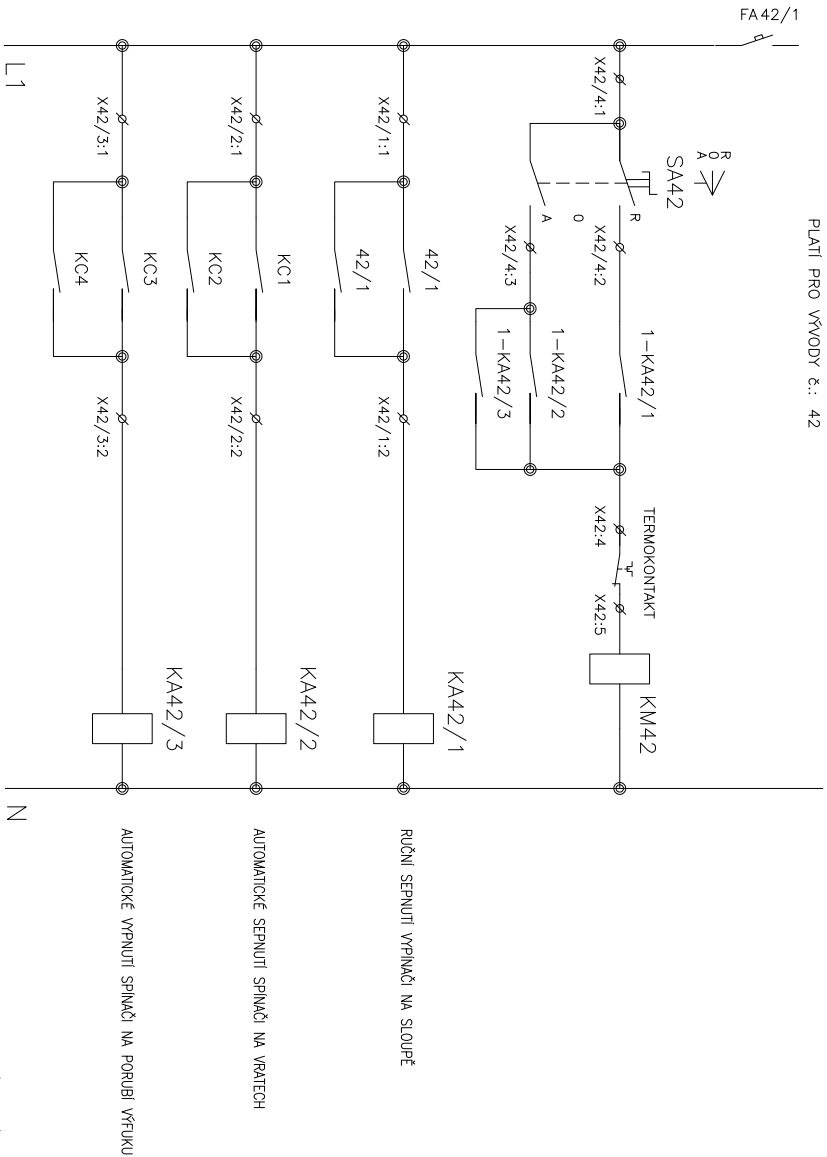 PLATÍ PRO VÝVODY č.: 42
FA42/1
L1
N
R
O
A
SA42
R
0
A
X42/4:1
X42/4:2
X42/4:3
1-KA42/1
1-KA42/2
1-KA42/3
TERMOKONTAKT
X42:4
X42:5
KM42
X42/1:1
42/1
42/1
X42/1:2
KA42/1
RUČNÍ SEPNUTÍ VYPÍNAČI NA SLOUPĚ
X42/2:1
KC1
KC2
X42/2:2
KA42/2
AUTOMATICKÉ SEPNUTÍ SPÍNAČI NA VRATECH
X42/3:1
KC3
KC4
X42/3:2
KA42/3
AUTOMATICKÉ VYPNUTÍ SPÍNAČI NA PORUBÍ VÝFUKU